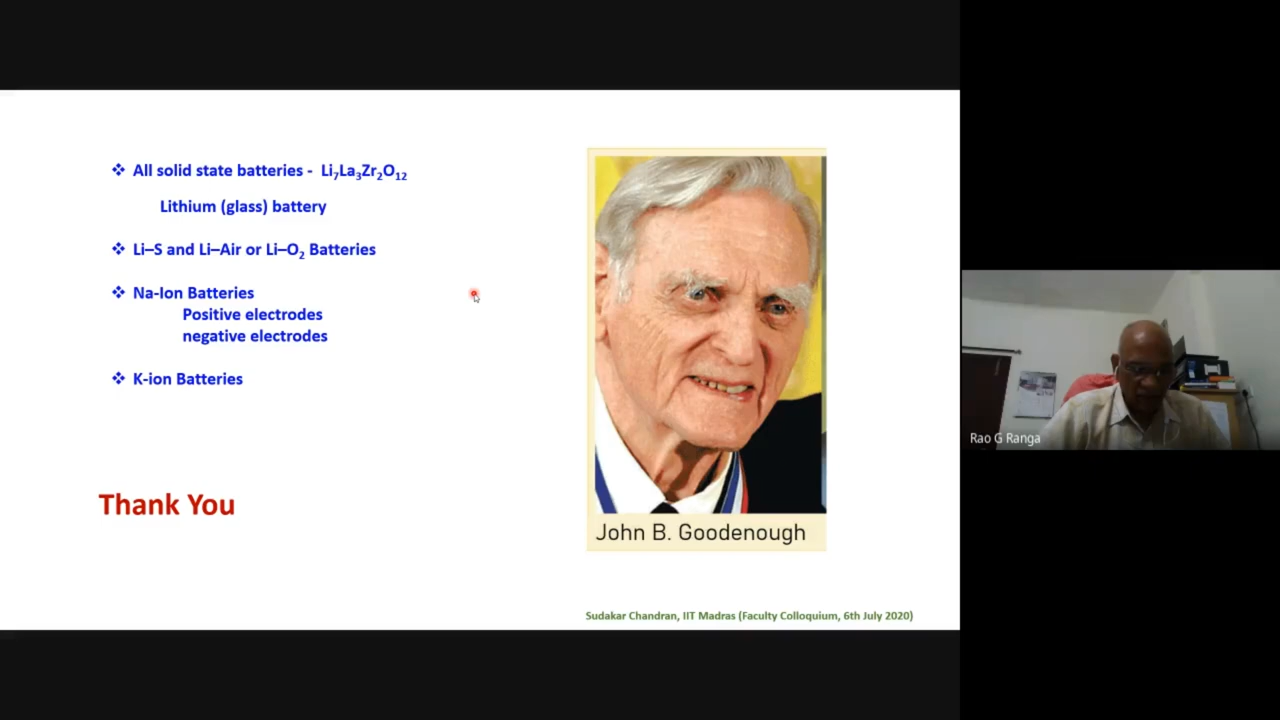 ❖ All solid state batteries - Li₇La₃Zr₂O₁₂
Lithium (glass) battery
❖ Li–S and Li–Air or Li–O₂ Batteries
❖ Na-Ion Batteries
Positive electrodes
negative electrodes
❖ K-ion Batteries
Thank You
John B. Goodenough
Sudakar Chandran, IIT Madras (Faculty Colloquium, 6th July 2020)
Rao G Ranga